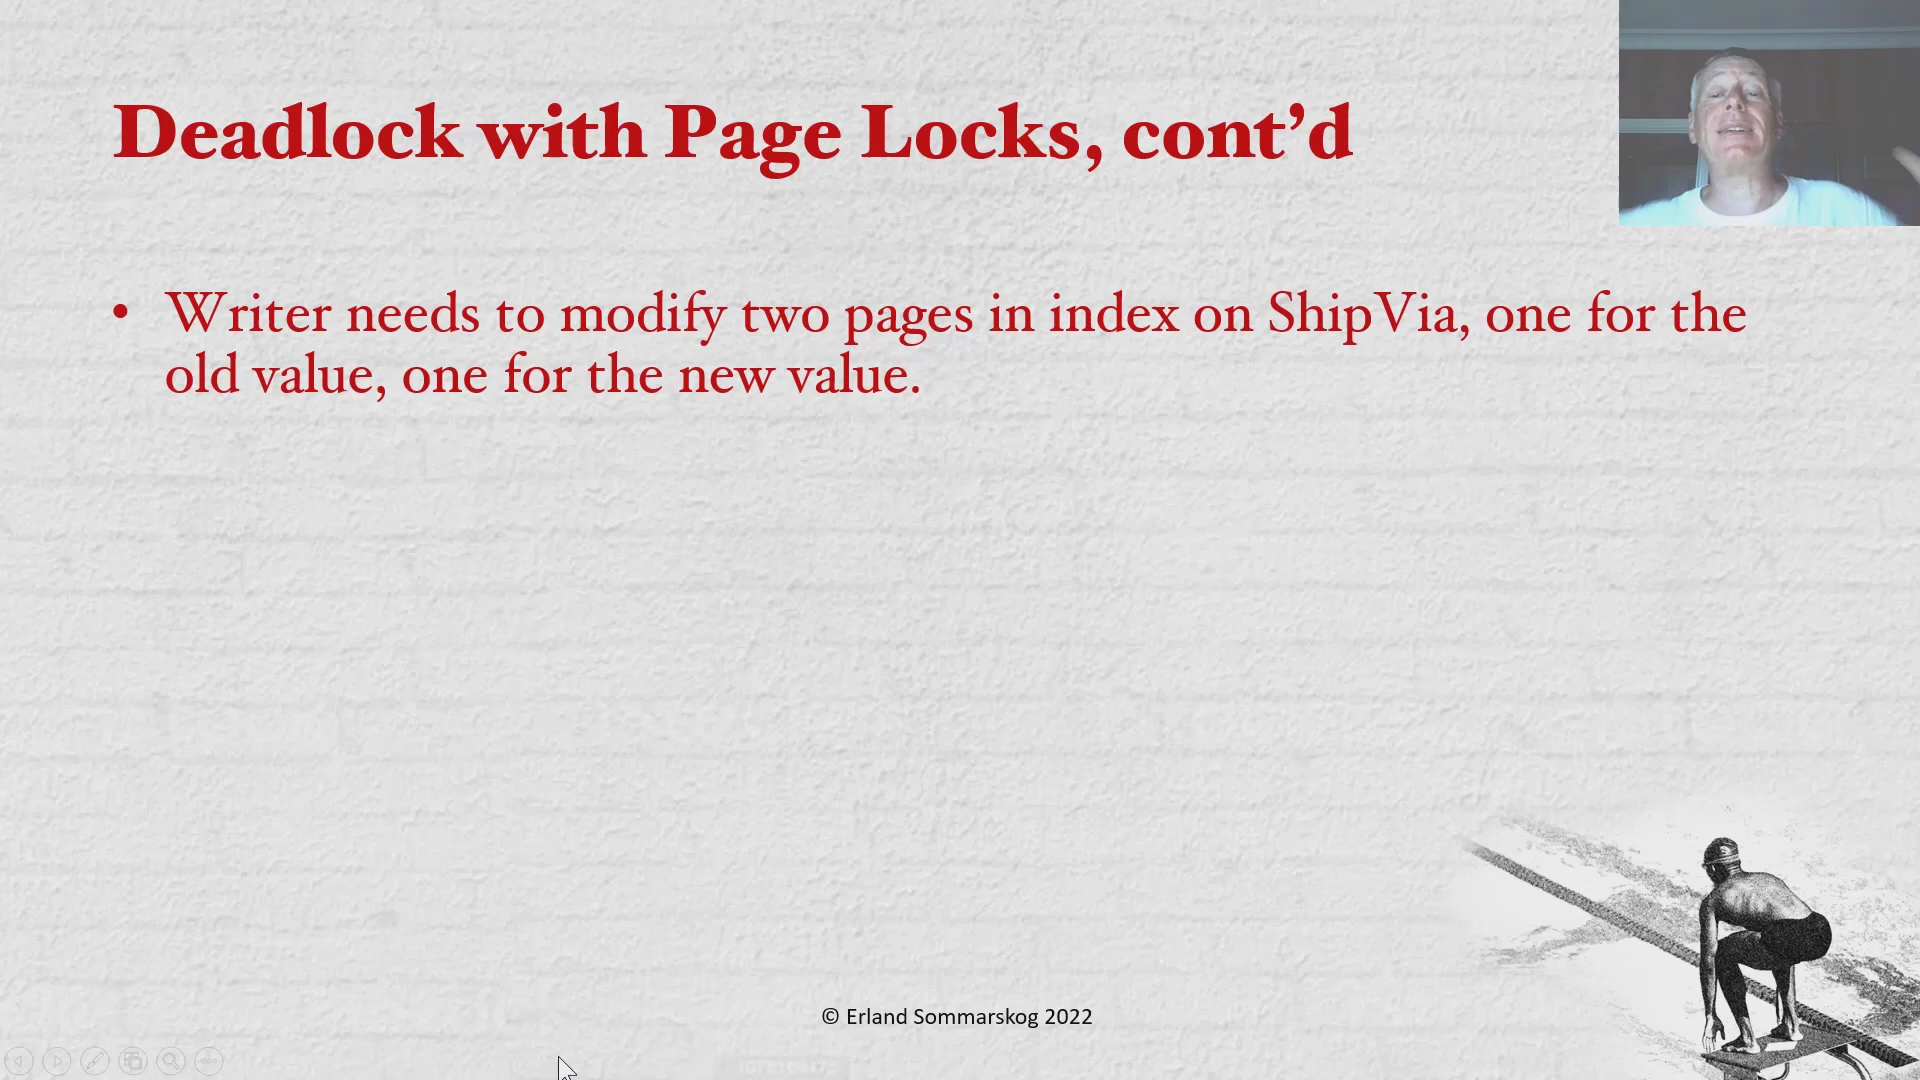 Deadlock with Page Locks, cont’d
• Writer needs to modify two pages in index on ShipVia, one for the
old value, one for the new value.
© Erland Sommarskog 2022